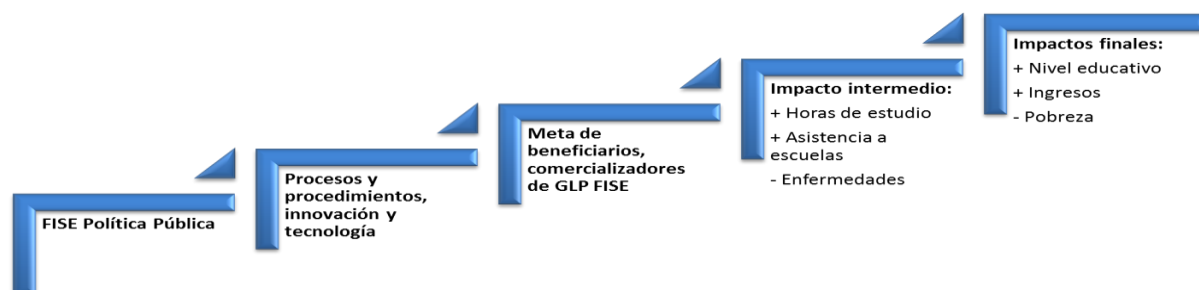 FISE Política Pública
Procesos y
procedimientos,
innovación y
tecnología
Meta de
beneficiarios,
comercializadores
de GLP FISE
Impacto intermedio:
+ Horas de estudio
+ Asistencia a
escuelas
- Enfermedades
Impactos finales:
+ Nivel educativo
+ Ingresos
- Pobreza